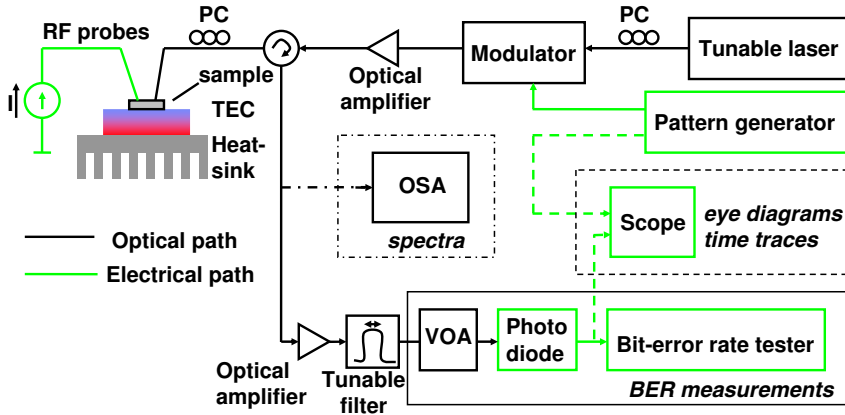 RF probes
PC
PC
Modulator
Tunable laser
Optical
amplifier
sample
I
TEC
Pattern generator
Heat-
sink
OSA
spectra
Scope
eye diagrams
time traces
Optical path
Electrical path
VOA
Photo
diode
Bit-error rate tester
Optical
amplifier
Tunable
filter
BER measurements